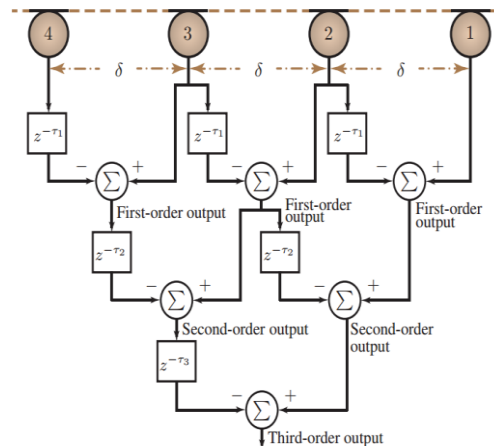 4 3 2 1
δ δ δ
z^{-τ₁} z^{-τ₁} z^{-τ₁}
− Σ + − Σ + − Σ +
First-order output
First-order
output
First-order
output
z^{-τ₂} z^{-τ₂}
− Σ + − Σ +
Second-order output
Second-order
output
z^{-τ₃}
− Σ +
Third-order output